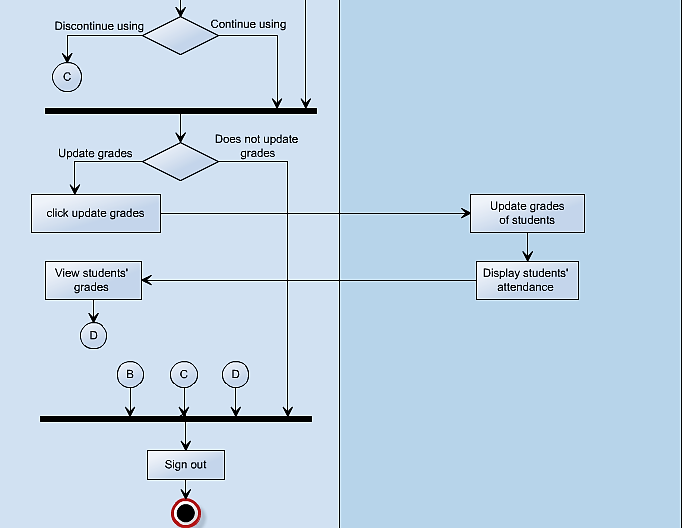 Discontinue using
Continue using
C
Does not update
grades
Update grades
click update grades
Update grades
of students
View students'
grades
Display students'
attendance
D
B
C
D
Sign out